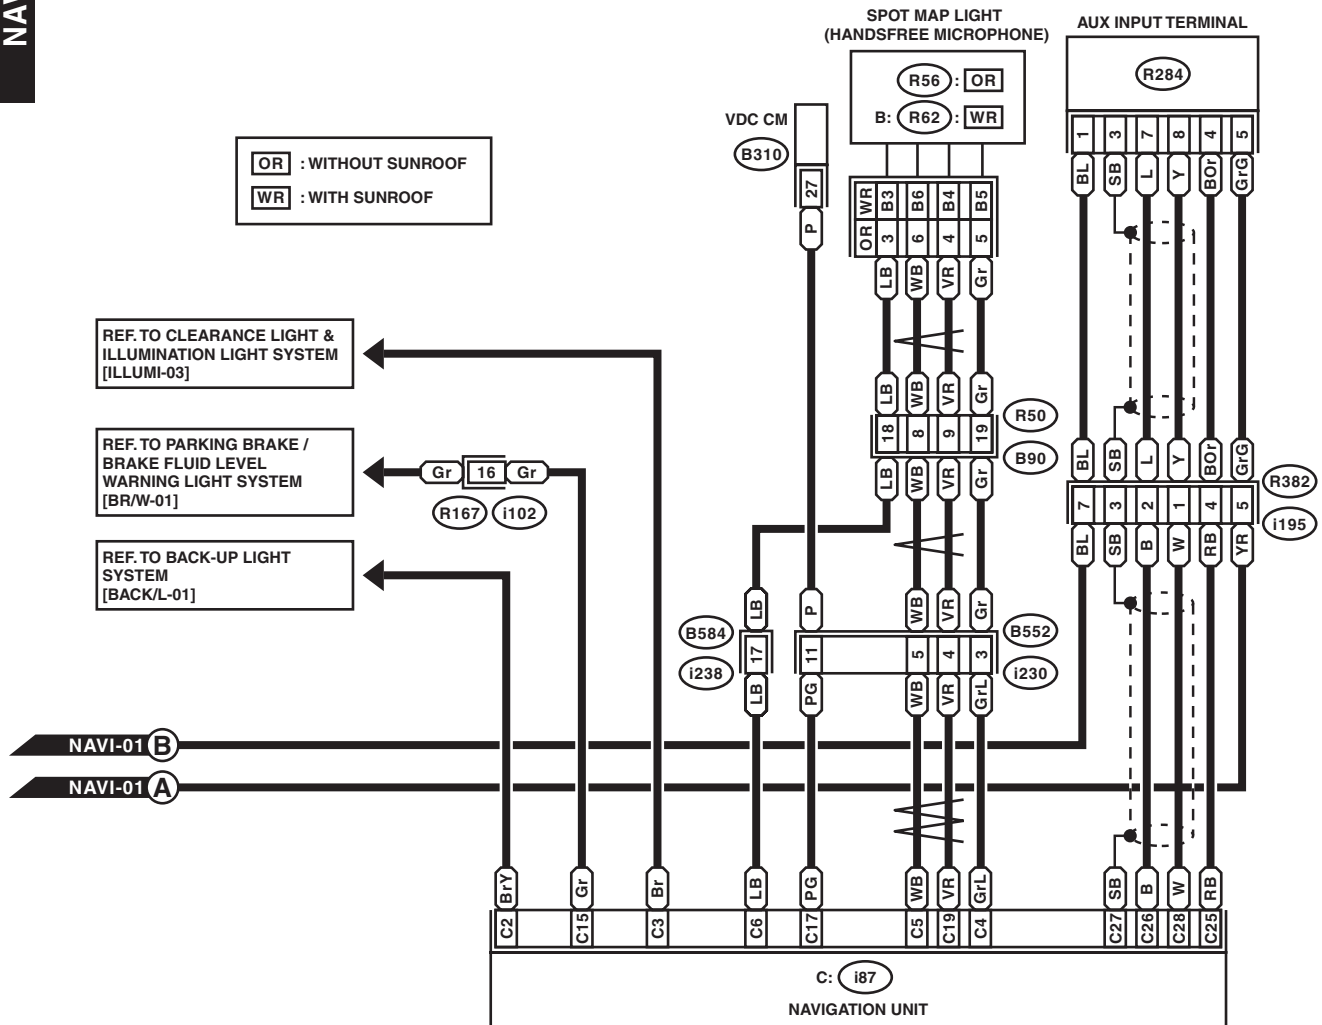 NAV
SPOT MAP LIGHT
(HANDSFREE MICROPHONE)
AUX INPUT TERMINAL
R56 : OR
B: R62 : WR
R284
VDC CM
B310
OR : WITHOUT SUNROOF
WR : WITH SUNROOF
27
P
WR B3 B6 B4 B5
OR 3 6 4 5
LB WB VR Gr
1 3 7 8 4 5
BL SB L Y BOr GrG
REF. TO CLEARANCE LIGHT &
ILLUMINATION LIGHT SYSTEM
[ILLUMI-03]
LB WB VR Gr
18 8 9 19
R50
B90
LB WB VR Gr
REF. TO PARKING BRAKE /
BRAKE FLUID LEVEL
WARNING LIGHT SYSTEM
[BR/W-01]
Gr 16 Gr
R167 i102
BL SB L Y BOr GrG
7 3 2 1 4 5
R382
i195
BL SB B W RB YR
REF. TO BACK-UP LIGHT
SYSTEM
[BACK/L-01]
LB P WB VR Gr
B584
i238
17 11 5 4 3
B552
i230
LB PG WB VR GrL
NAVI-01 B
NAVI-01 A
BrY Gr Br LB PG WB VR GrL SB B W RB
C2 C15 C3 C6 C17 C5 C19 C4 C27 C26 C28 C25
C: i87
NAVIGATION UNIT